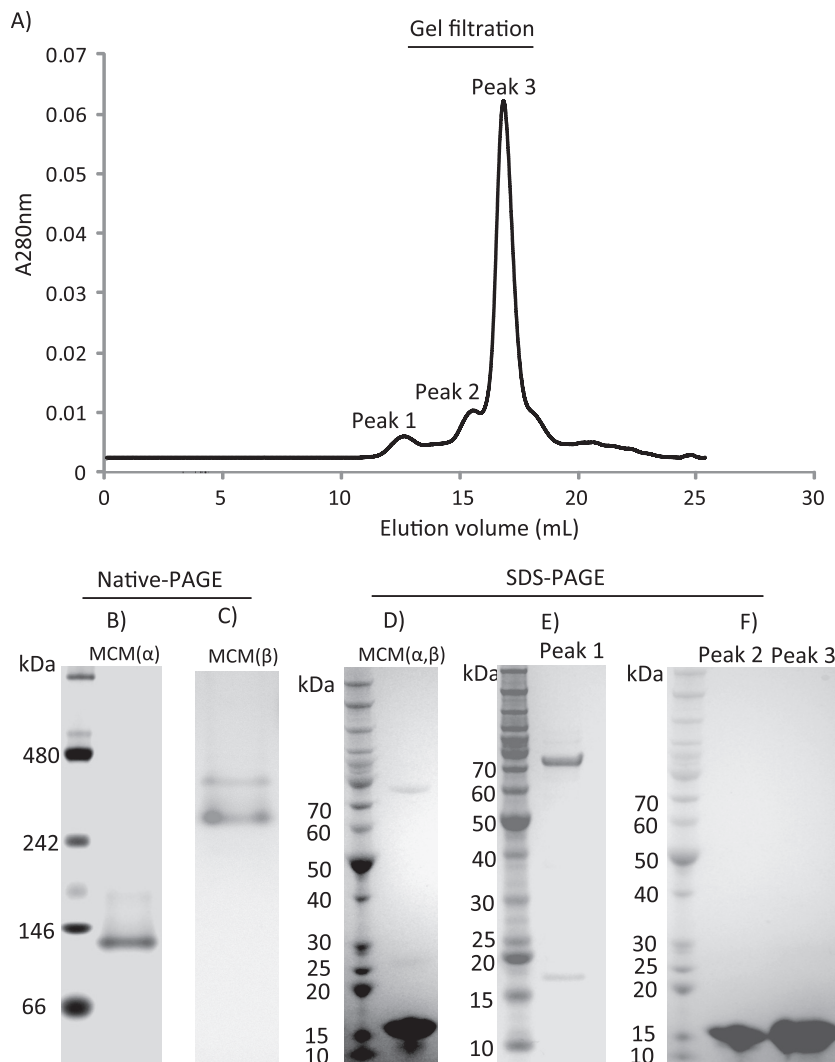 A)
Gel filtration
0.07
0.06
0.05
0.04
0.03
0.02
0.01
0
A280nm
Peak 1
Peak 2
Peak 3
0 5 10 15 20 25 30
Elution volume (mL)
Native-PAGE
SDS-PAGE
B)
MCM(α)
kDa
480
242
146
66
C)
MCM(β)
D)
MCM(α,β)
kDa
70
60
50
40
30
25
20
15
10
E)
Peak 1
kDa
70
60
50
40
30
25
20
15
10
F)
Peak 2 Peak 3
kDa
70
60
50
40
30
25
20
15
10